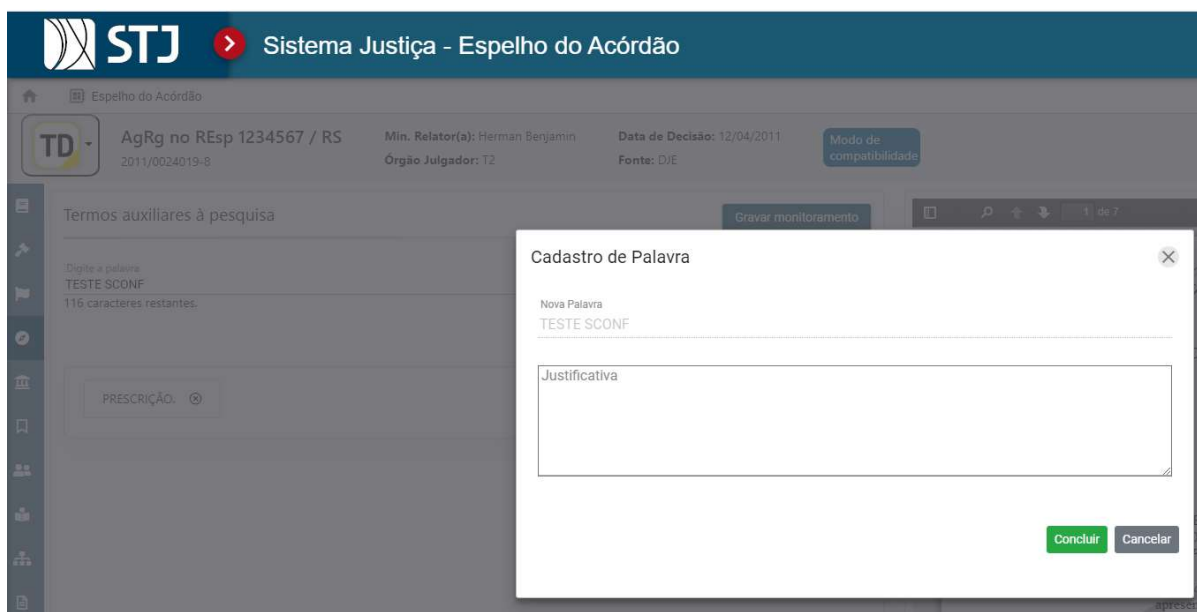 STJ Sistema Justiça - Espelho do Acórdão
Espelho do Acórdão
TD AgRg no REsp 1234567 / RS Min. Relator(a): Herman Benjamin Data de Decisão: 12/04/2011 Modo de
2011/0024019-8 Órgão Julgador: T2 Fonte: DJE compatibilidade
Termos auxiliares à pesquisa Gravar monitoramento 1 de 7
Cadastro de Palavra
Digite a palavra
TESTE SCONF
116 caracteres restantes.
Nova Palavra
TESTE SCONF
Justificativa
PRESCRIÇÃO.
Concluir Cancelar